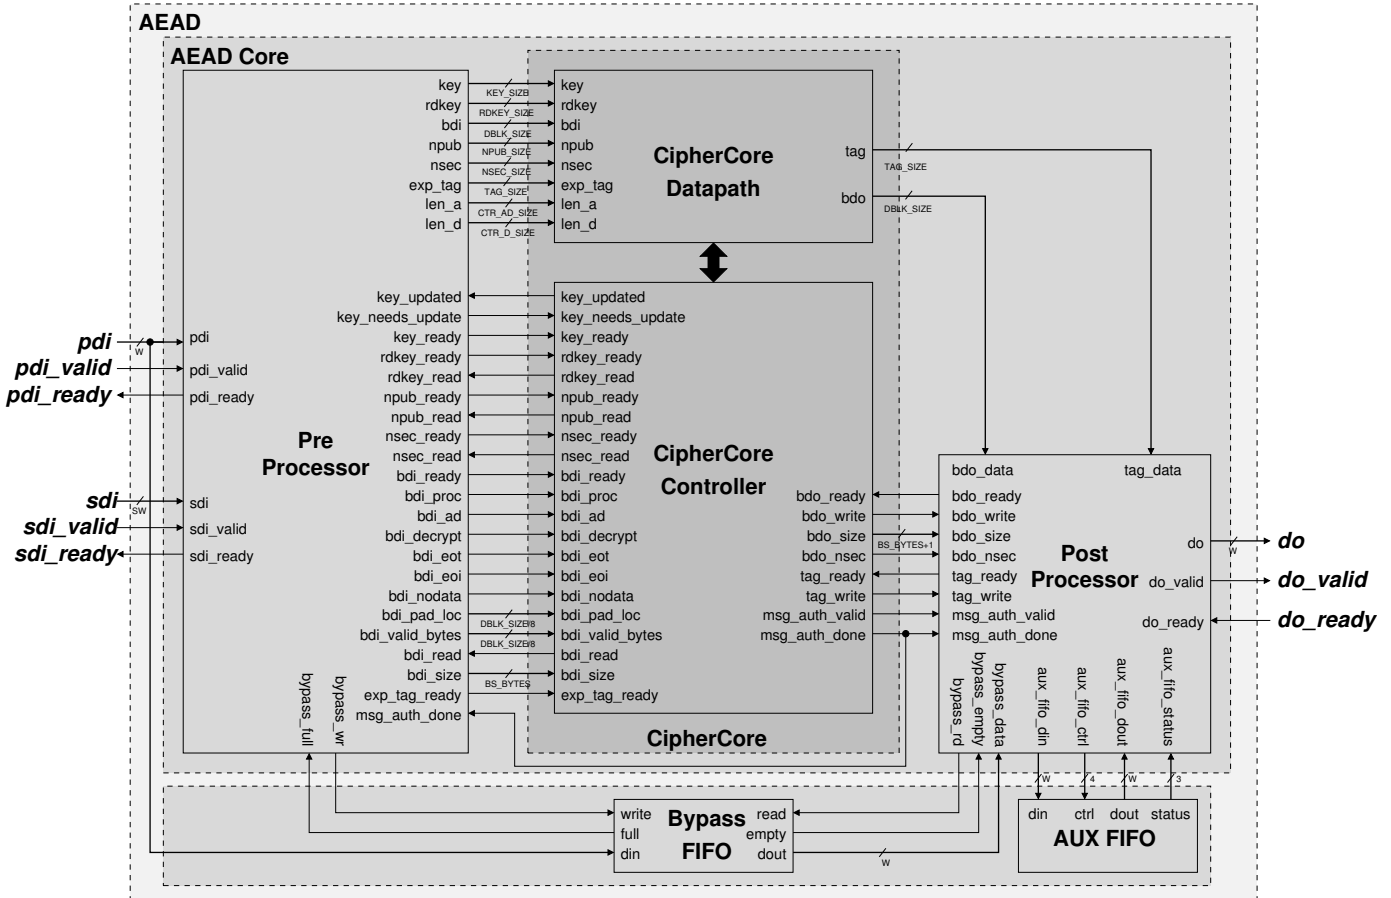 AEAD
AEAD Core
key
rdkey
bdi
npub
nsec
exp_tag
len_a
len_d
KEY_SIZE
RDKEY_SIZE
DBLK_SIZE
NPUB_SIZE
NSEC_SIZE
TAG_SIZE
CTR_AD_SIZE
CTR_D_SIZE
key
rdkey
bdi
npub
nsec
exp_tag
len_a
len_d
CipherCore
Datapath
tag
bdo
TAG_SIZE
DBLK_SIZE
pdi
pdi_valid
pdi_ready
sdi
sdi_valid
sdi_ready
W
SW
pdi
pdi_valid
pdi_ready
sdi
sdi_valid
sdi_ready
Pre
Processor
key_updated
key_needs_update
key_ready
rdkey_ready
rdkey_read
npub_ready
npub_read
nsec_ready
nsec_read
bdi_ready
bdi_proc
bdi_ad
bdi_decrypt
bdi_eot
bdi_eoi
bdi_nodata
bdi_pad_loc
bdi_valid_bytes
bdi_read
bdi_size
exp_tag_ready
msg_auth_done
bypass_full
bypass_wr
DBLK_SIZE/8
DBLK_SIZE/8
BS_BYTES
key_updated
key_needs_update
key_ready
rdkey_ready
rdkey_read
npub_ready
npub_read
nsec_ready
nsec_read
bdi_ready
bdi_proc
bdi_ad
bdi_decrypt
bdi_eot
bdi_eoi
bdi_nodata
bdi_pad_loc
bdi_valid_bytes
bdi_read
bdi_size
exp_tag_ready
CipherCore
Controller
bdo_ready
bdo_write
bdo_size
bdo_nsec
tag_ready
tag_write
msg_auth_valid
msg_auth_done
CipherCore
BS_BYTES+1
bdo_data
tag_data
bdo_ready
bdo_write
bdo_size
bdo_nsec
tag_ready
tag_write
msg_auth_valid
msg_auth_done
Post
Processor
do
do_valid
do_ready
W
do
do_valid
do_ready
bypass_rd
bypass_empty
bypass_data
aux_fifo_din
aux_fifo_ctrl
aux_fifo_dout
aux_fifo_status
W
4
W
3
write
full
din
Bypass
FIFO
read
empty
dout
W
din
ctrl
dout
status
AUX FIFO